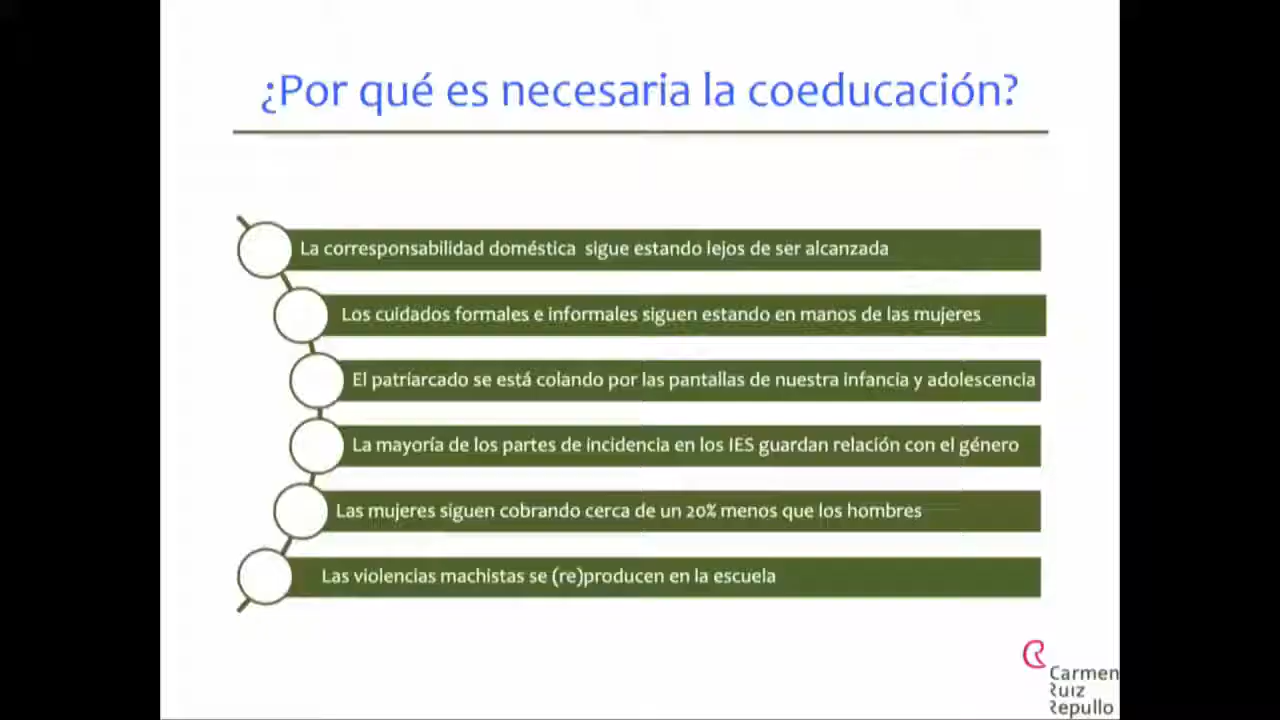 ¿Por qué es necesaria la coeducación?
La corresponsabilidad doméstica sigue estando lejos de ser alcanzada
Los cuidados formales e informales siguen estando en manos de las mujeres
El patriarcado se está colando por las pantallas de nuestra infancia y adolescencia
La mayoría de los partes de incidencia en los IES guardan relación con el género
Las mujeres siguen cobrando cerca de un 20% menos que los hombres
Las violencias machistas se (re)producen en la escuela
Carmen
Ruiz
Repullo